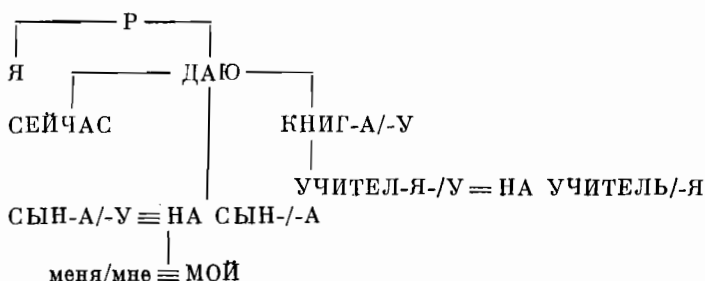 Р
Я ДАЮ
СЕЙЧАС КНИГ-А/-У
УЧИТЕЛ-Я-/У = НА УЧИТЕЛЬ/-Я
СЫН-А/-У ≡ НА СЫН-/-А
меня/мне ≡ МОЙ